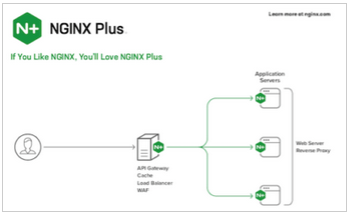 Learn more at nginx.com
N+ NGINX Plus
If You Like NGINX, You'll Love NGINX Plus
Application
Servers
N+
N+
N+
N+
API Gateway
Cache
Load Balancer
WAF
Web Server
Reverse Proxy